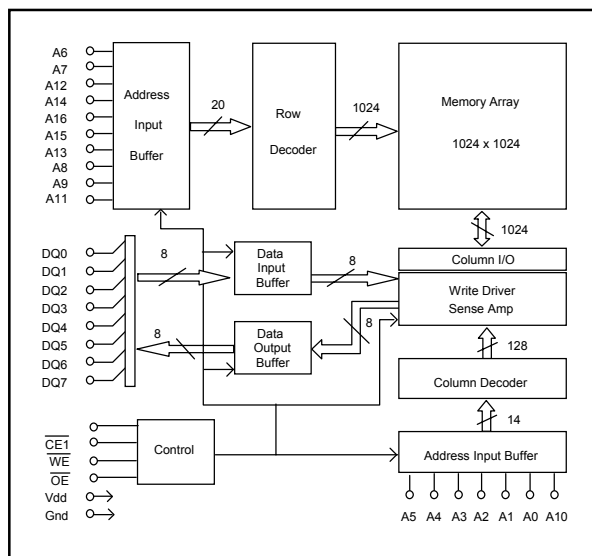 A6
A7
A12
A14
A16
A15
A13
A8
A9
A11
Address
Input
Buffer
20
Row
Decoder
1024
Memory Array
1024 x 1024
1024
DQ0
DQ1
DQ2
DQ3
DQ4
DQ5
DQ6
DQ7
8
Data
Input
Buffer
8
Column I/O
Write Driver
Sense Amp
8
Data
Output
Buffer
8
128
Column Decoder
14
Address Input Buffer
CE1
WE
OE
Vdd
Gnd
Control
A5 A4 A3 A2 A1 A0 A10